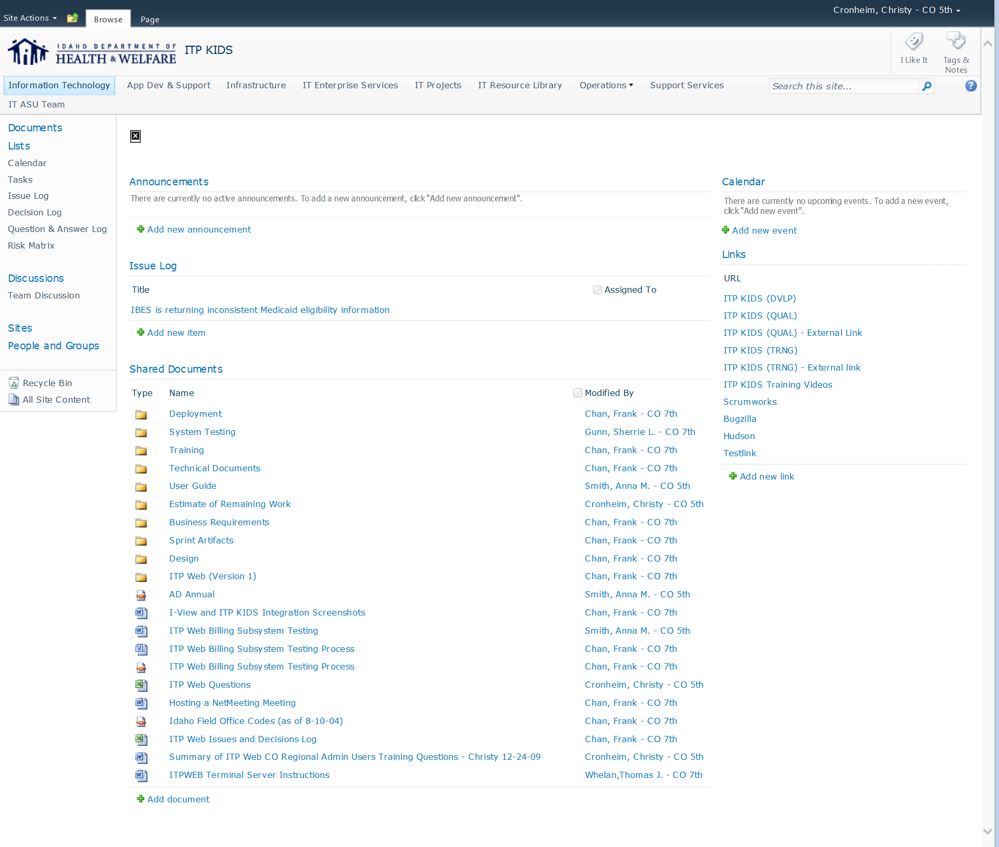 Cronheim, Christy - CO 5th
Site Actions Browse Page
IDAHO DEPARTMENT OF
HEALTH & WELFARE
ITP KIDS
I Like It
Tags &
Notes
Information Technology App Dev & Support Infrastructure IT Enterprise Services IT Projects IT Resource Library Operations Support Services
Search this site...
IT ASU Team
Documents
Lists
Calendar
Tasks
Issue Log
Decision Log
Question & Answer Log
Risk Matrix
Discussions
Team Discussion
Sites
People and Groups
Recycle Bin
All Site Content
Announcements
There are currently no active announcements. To add a new announcement, click "Add new announcement".
Add new announcement
Issue Log
Title Assigned To
IBES is returning inconsistent Medicaid eligibility information
Add new item
Shared Documents
Type Name Modified By
Deployment Chan, Frank - CO 7th
System Testing Gunn, Sherrie L. - CO 7th
Training Chan, Frank - CO 7th
Technical Documents Chan, Frank - CO 7th
User Guide Smith, Anna M. - CO 5th
Estimate of Remaining Work Cronheim, Christy - CO 5th
Business Requirements Chan, Frank - CO 7th
Sprint Artifacts Chan, Frank - CO 7th
Design Chan, Frank - CO 7th
ITP Web (Version 1) Chan, Frank - CO 7th
AD Annual Smith, Anna M. - CO 5th
I-View and ITP KIDS Integration Screenshots Chan, Frank - CO 7th
ITP Web Billing Subsystem Testing Smith, Anna M. - CO 5th
ITP Web Billing Subsystem Testing Process Chan, Frank - CO 7th
ITP Web Billing Subsystem Testing Process Chan, Frank - CO 7th
ITP Web Questions Cronheim, Christy - CO 5th
Hosting a NetMeeting Meeting Chan, Frank - CO 7th
Idaho Field Office Codes (as of 8-10-04) Chan, Frank - CO 7th
ITP Web Issues and Decisions Log Chan, Frank - CO 7th
Summary of ITP Web CO Regional Admin Users Training Questions - Christy 12-24-09 Cronheim, Christy - CO 5th
ITPWEB Terminal Server Instructions Whelan,Thomas J. - CO 7th
Add document
Calendar
There are currently no upcoming events. To add a new event,
click "Add new event".
Add new event
Links
URL
ITP KIDS (DVLP)
ITP KIDS (QUAL)
ITP KIDS (QUAL) - External Link
ITP KIDS (TRNG)
ITP KIDS (TRNG) - External link
ITP KIDS Training Videos
Scrumworks
Bugzilla
Hudson
Testlink
Add new link